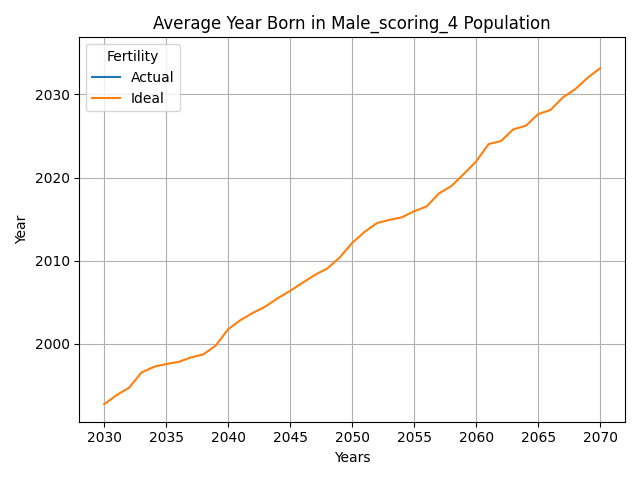 Average Year Born in Male_scoring_4 Population
Fertility
Actual
Ideal
2030
2020
2010
2000
Year
2030 2035 2040 2045 2050 2055 2060 2065 2070
Years